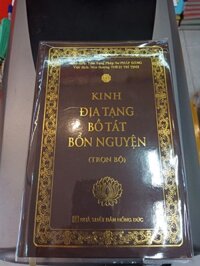 KINH
ĐỊA TẠNG
BỒ TÁT
BỔN NGUYỆN
(TRỌN BỘ)
NHÀ XUẤT BẢN HỒNG ĐỨC